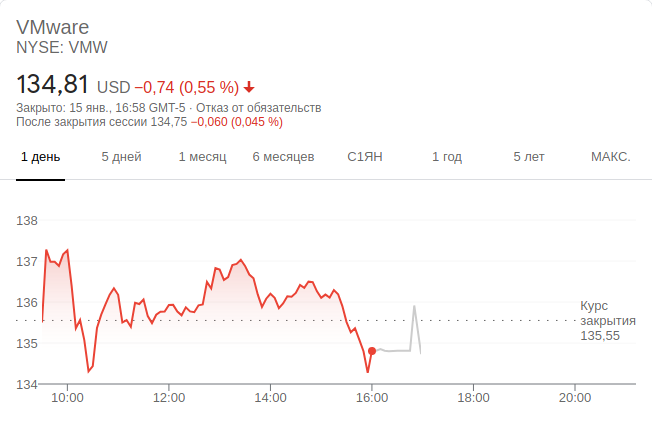 VMware
NYSE: VMW
134,81 USD −0,74 (0,55 %)
Закрыто: 15 янв., 16:58 GMT-5 · Отказ от обязательств
После закрытия сессии 134,75 −0,060 (0,045 %)
1 день 5 дней 1 месяц 6 месяцев С1ЯН 1 год 5 лет МАКС.
138
137
136
135
134
Курс
закрытия
135,55
10:00 12:00 14:00 16:00 18:00 20:00